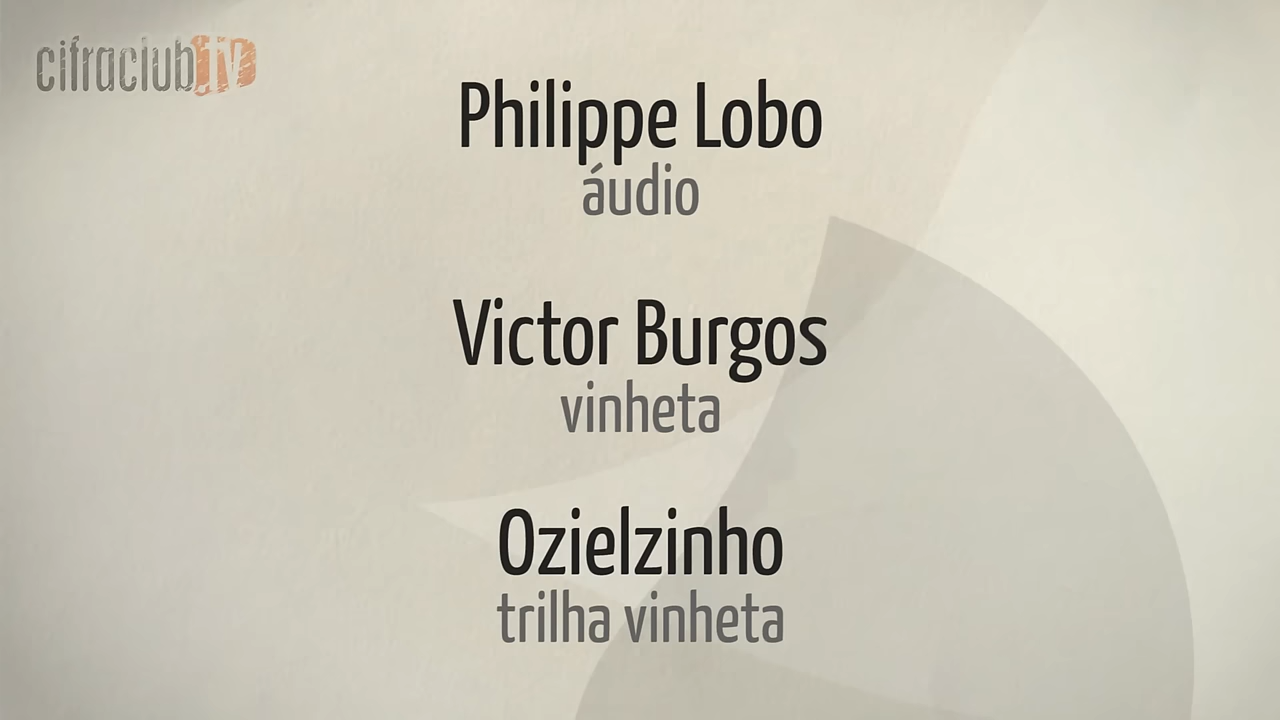 cifraclub tv
Philippe Lobo
áudio
Victor Burgos
vinheta
Ozielzinho
trilha vinheta